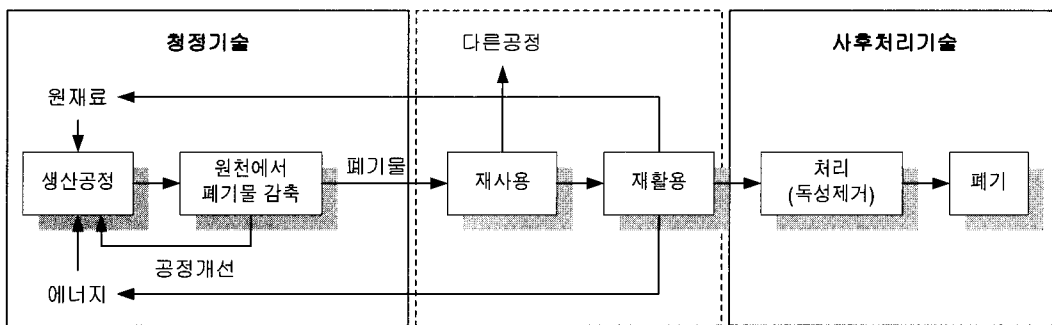 청정기술
다른공정
사후처리기술
원재료
생산공정
원천에서
폐기물 감축
폐기물
재사용
재활용
처리
(독성제거)
폐기
공정개선
에너지